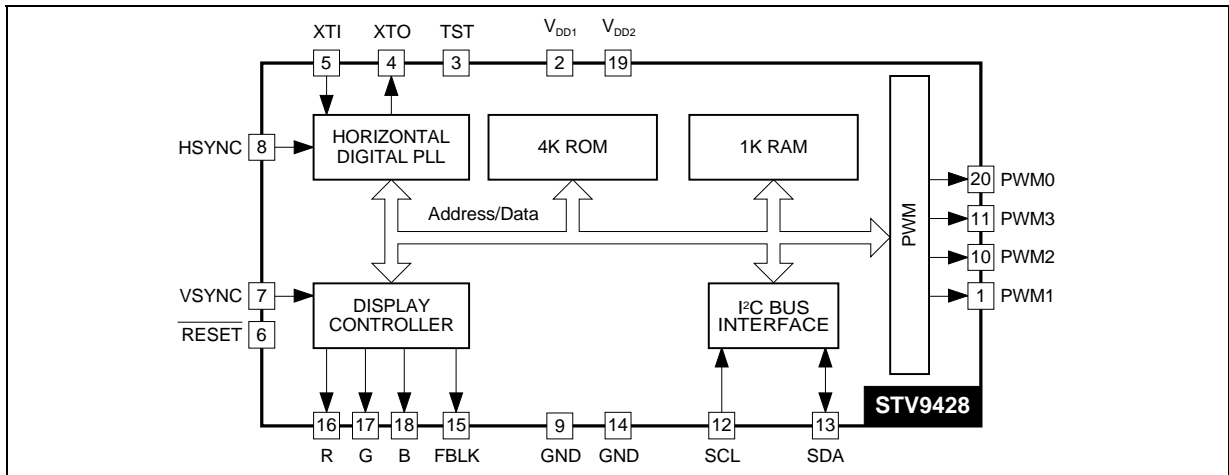 XTI XTO TST VDD1 VDD2
5 4 3 2 19
HSYNC 8
HORIZONTAL
DIGITAL PLL
4K ROM
1K RAM
Address/Data
PWM
20 PWM0
11 PWM3
10 PWM2
1 PWM1
VSYNC 7
RESET 6
DISPLAY
CONTROLLER
I²C BUS
INTERFACE
STV9428
16 17 18 15 9 14 12 13
R G B FBLK GND GND SCL SDA